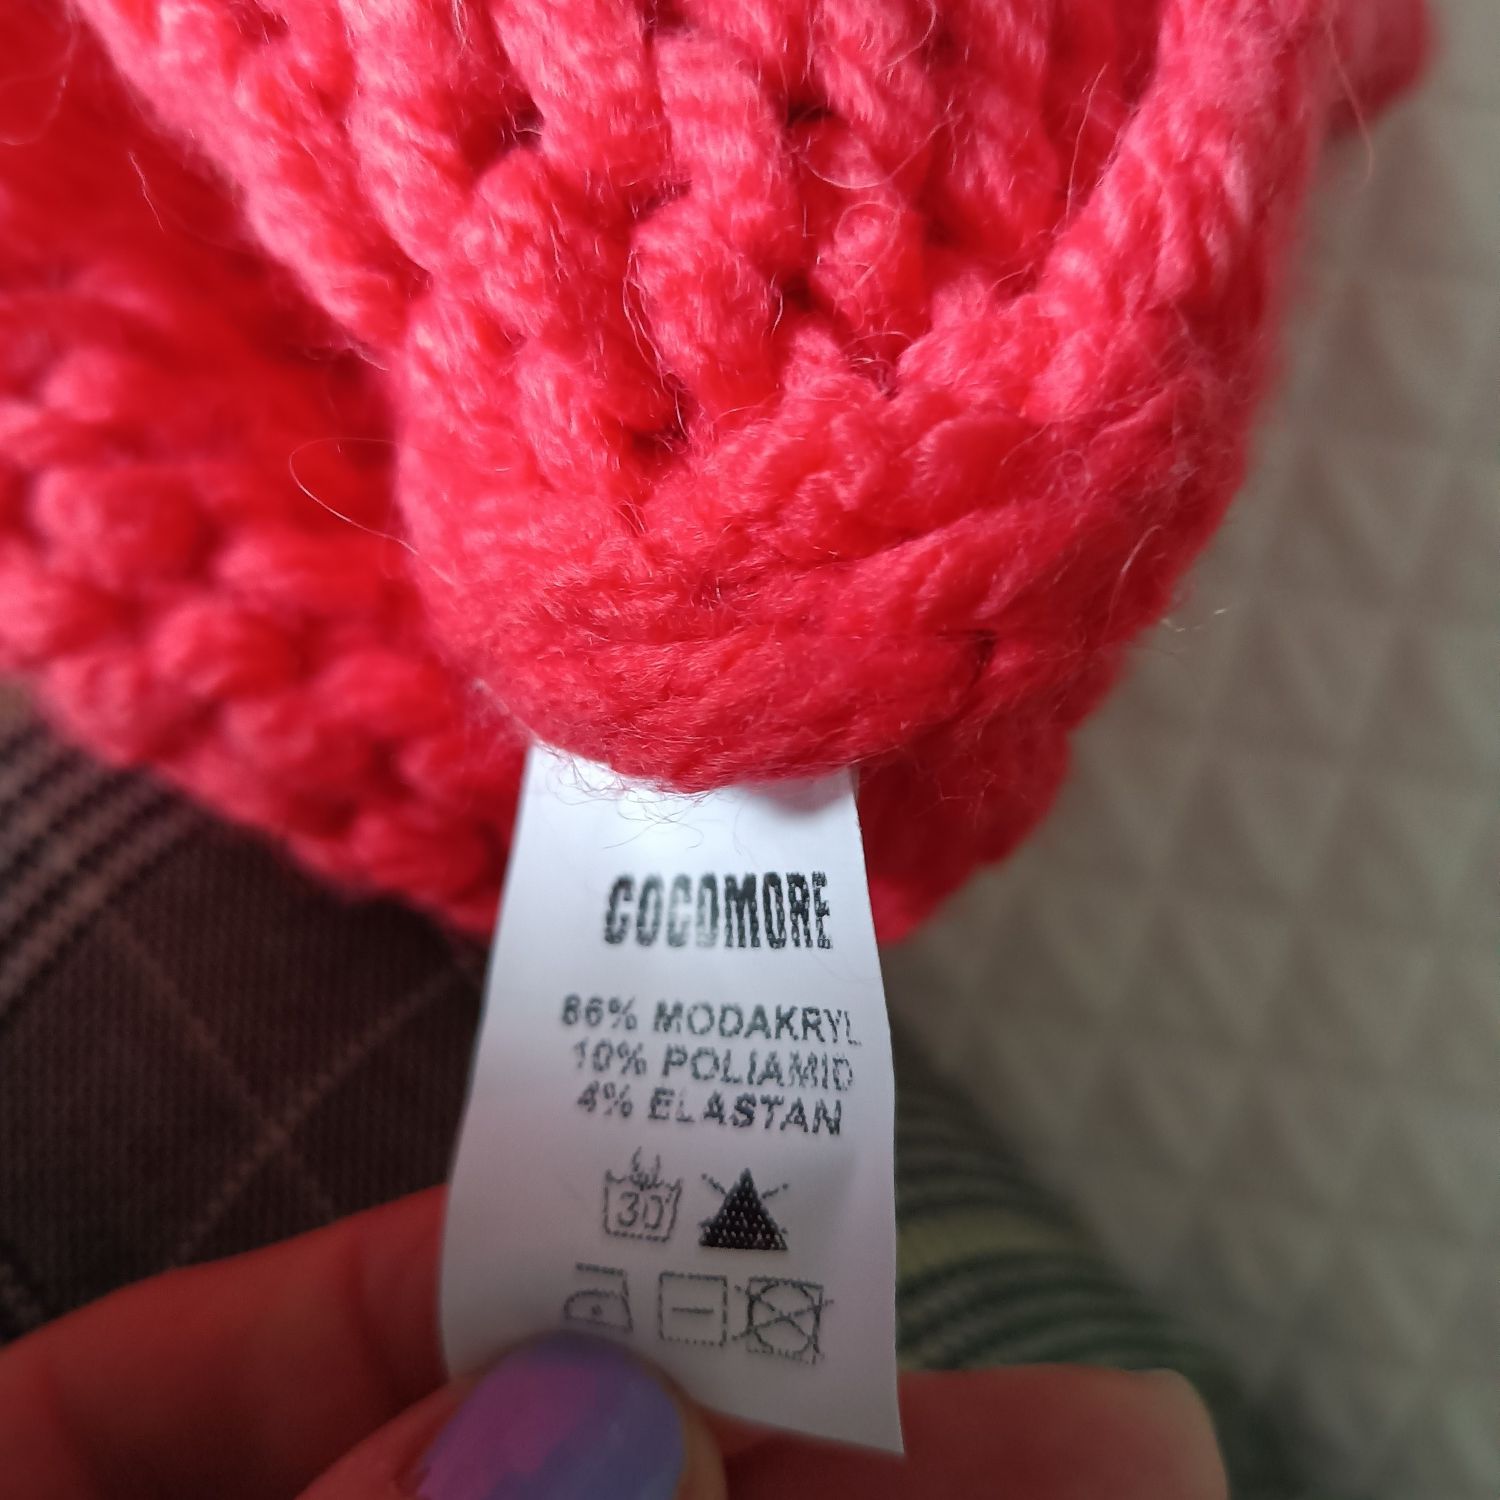 COCOMORE
86% MODAKRYL
10% POLIAMID
4% ELASTAN
30